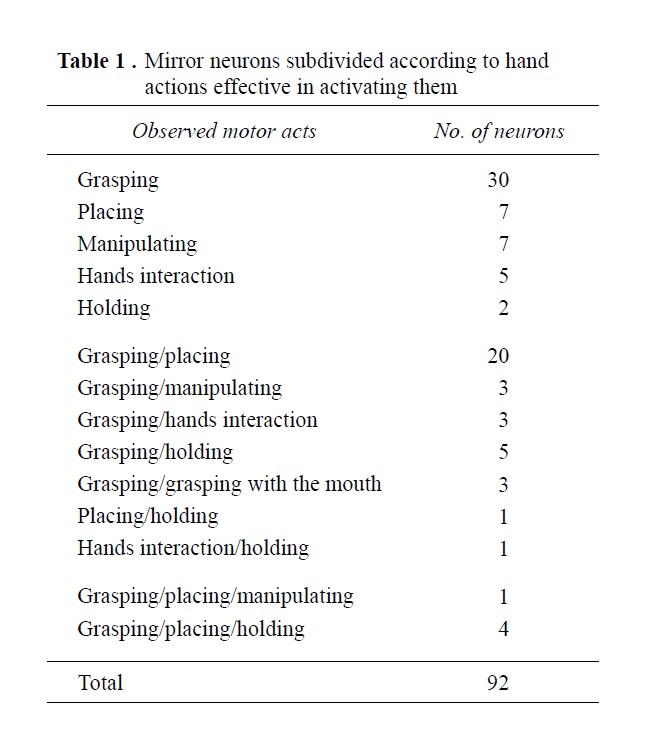 Table 1 . Mirror neurons subdivided according to hand
actions effective in activating them
Observed motor acts No. of neurons
Grasping 30
Placing 7
Manipulating 7
Hands interaction 5
Holding 2
Grasping/placing 20
Grasping/manipulating 3
Grasping/hands interaction 3
Grasping/holding 5
Grasping/grasping with the mouth 3
Placing/holding 1
Hands interaction/holding 1
Grasping/placing/manipulating 1
Grasping/placing/holding 4
Total 92